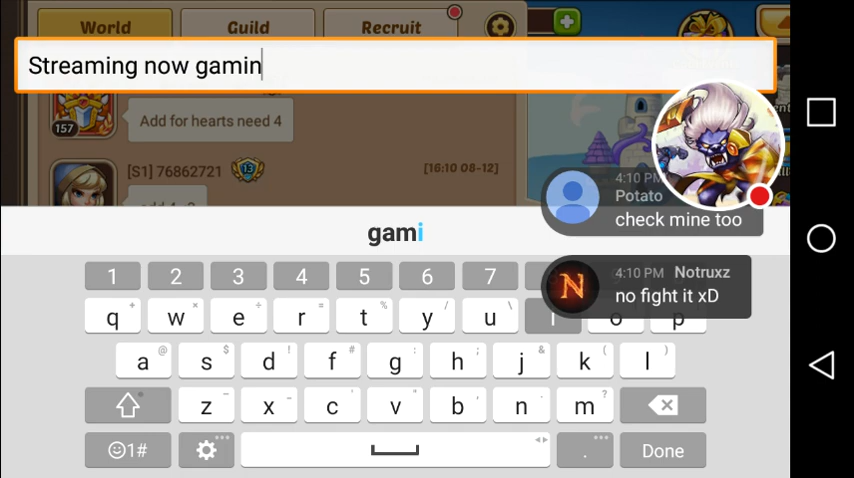 World Guild Recruit
Streaming now gamin
157
Add for hearts need 4
[S1] 76862721 13 [16:10 08-12]
4:10 PM
Potato
check mine too
gami
4:10 PM Notruxz
N
no fight it xD
1 2 3 4 5 6 7
q w e r t y u i o p
a s d f g h j k l
z x c v b n m
☺1# . Done